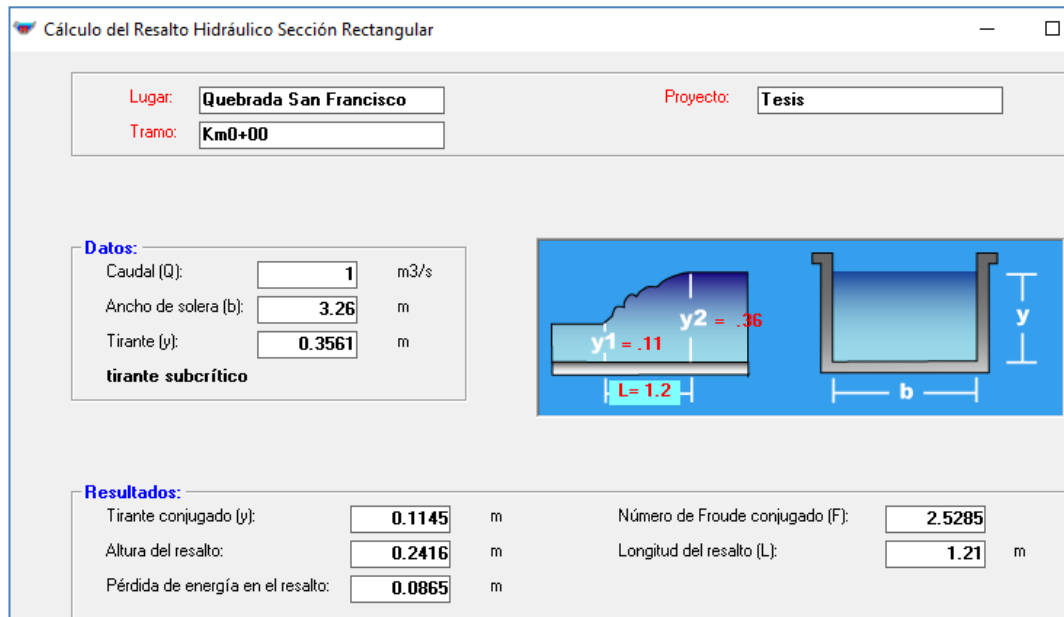 Cálculo del Resalto Hidráulico Sección Rectangular
Lugar: Quebrada San Francisco Proyecto: Tesis
Tramo: Km0+00
Datos:
Caudal (Q): 1 m3/s
Ancho de solera (b): 3.26 m
Tirante (y): 0.3561 m
tirante subcrítico
y1 = .11
y2 = .36
L= 1.2
b
y
Resultados:
Tirante conjugado (y): 0.1145 m Número de Froude conjugado (F): 2.5285
Altura del resalto: 0.2416 m Longitud del resalto (L): 1.21 m
Pérdida de energía en el resalto: 0.0865 m